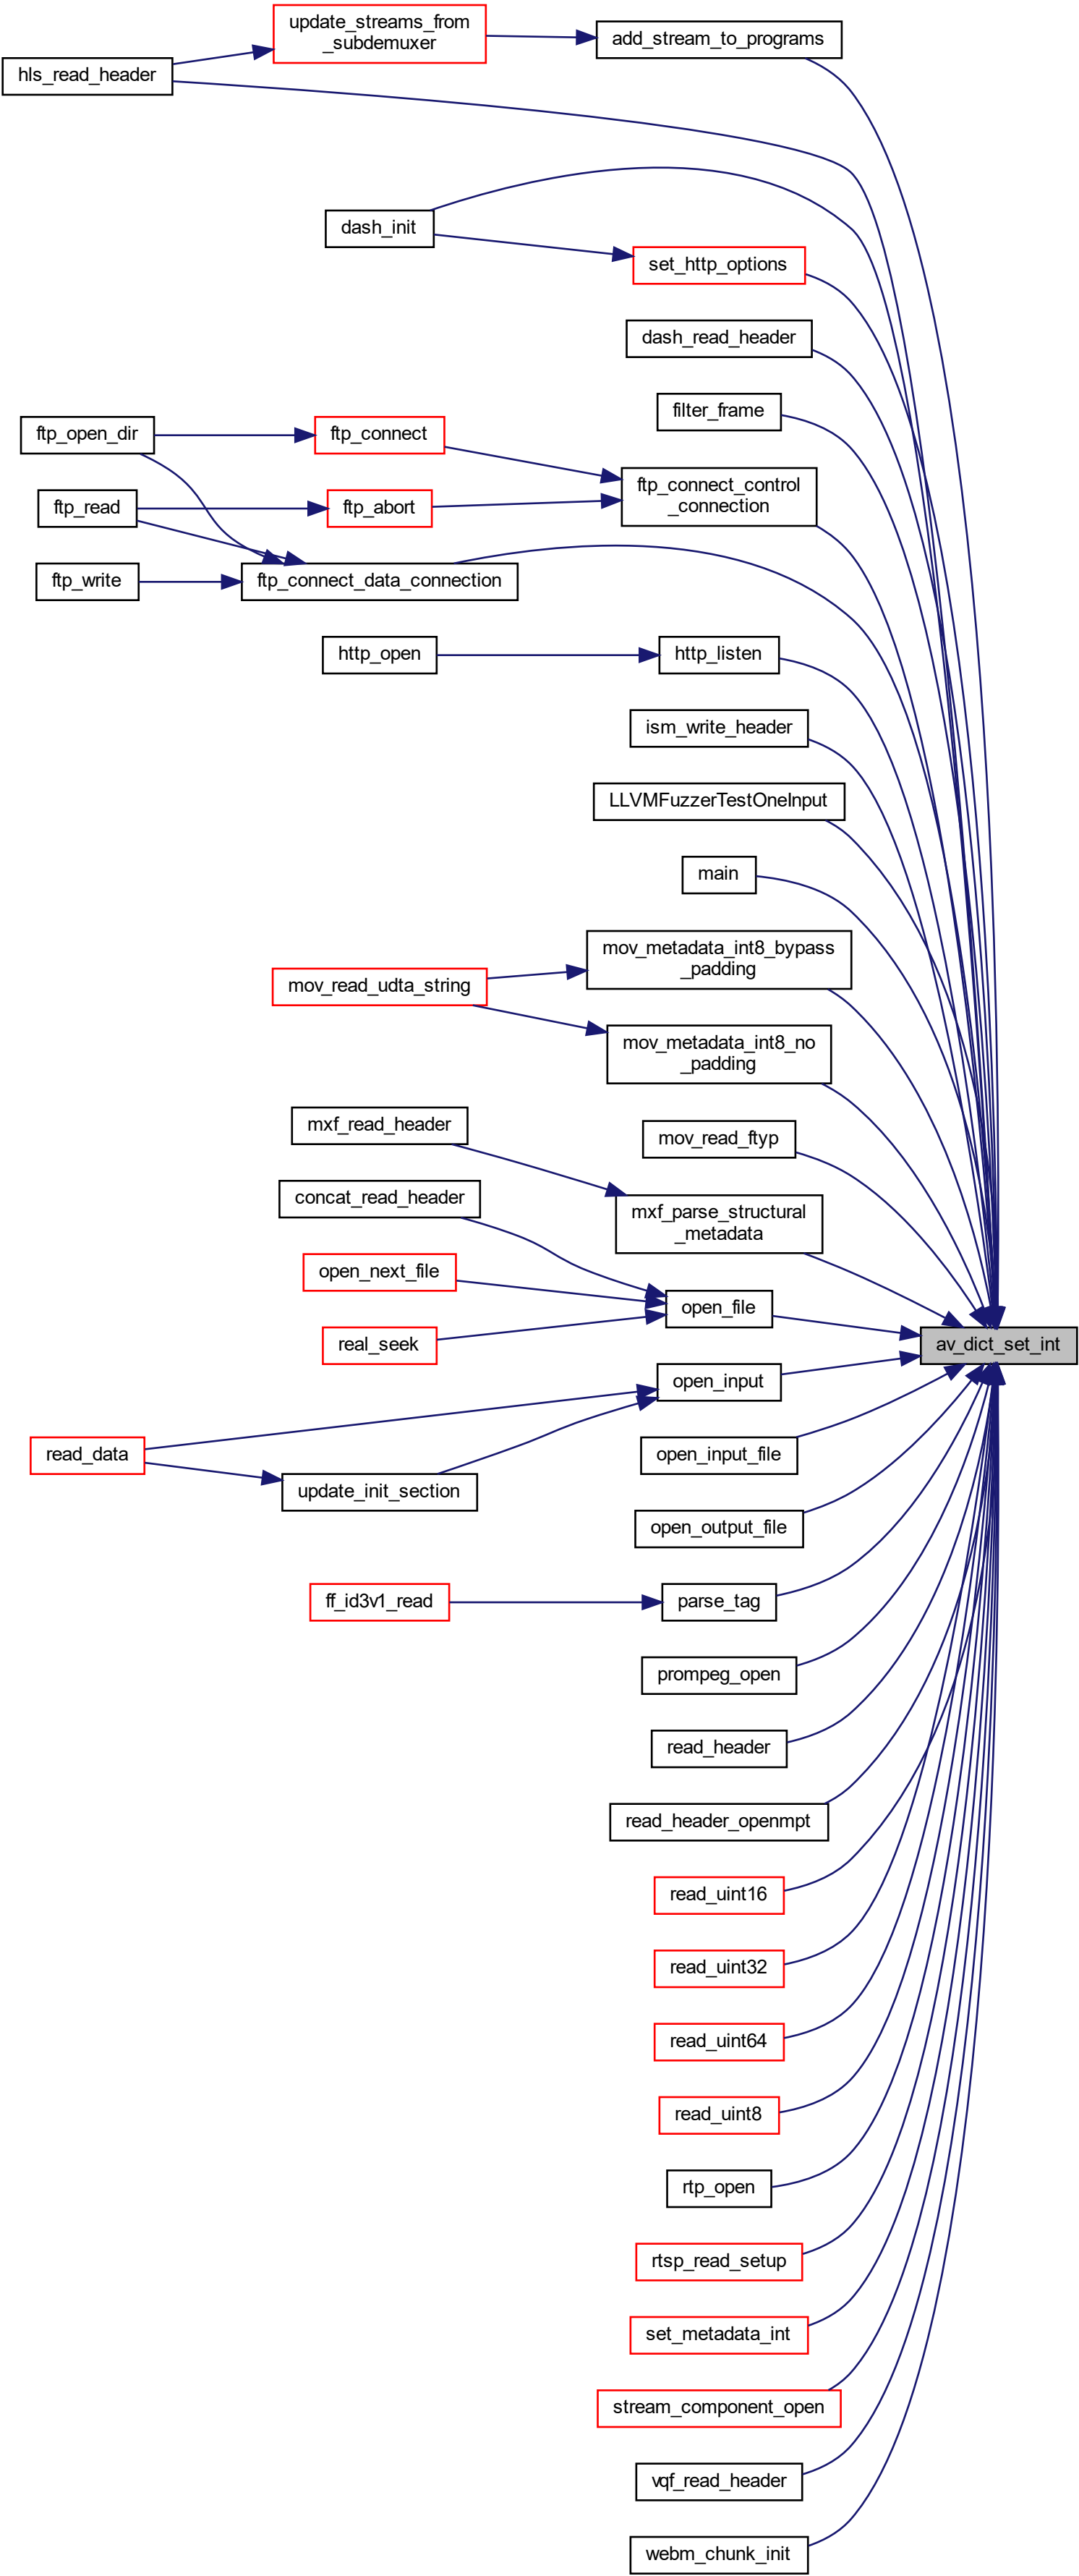 update_streams_from
_subdemuxer
add_stream_to_programs
hls_read_header
dash_init
set_http_options
dash_read_header
filter_frame
ftp_open_dir
ftp_connect
ftp_connect_control
_connection
ftp_read
ftp_abort
ftp_write
ftp_connect_data_connection
http_open
http_listen
ism_write_header
LLVMFuzzerTestOneInput
main
mov_metadata_int8_bypass
_padding
mov_read_udta_string
mov_metadata_int8_no
_padding
mxf_read_header
mov_read_ftyp
concat_read_header
mxf_parse_structural
_metadata
open_next_file
open_file
real_seek
av_dict_set_int
open_input
read_data
open_input_file
update_init_section
open_output_file
ff_id3v1_read
parse_tag
prompeg_open
read_header
read_header_openmpt
read_uint16
read_uint32
read_uint64
read_uint8
rtp_open
rtsp_read_setup
set_metadata_int
stream_component_open
vqf_read_header
webm_chunk_init